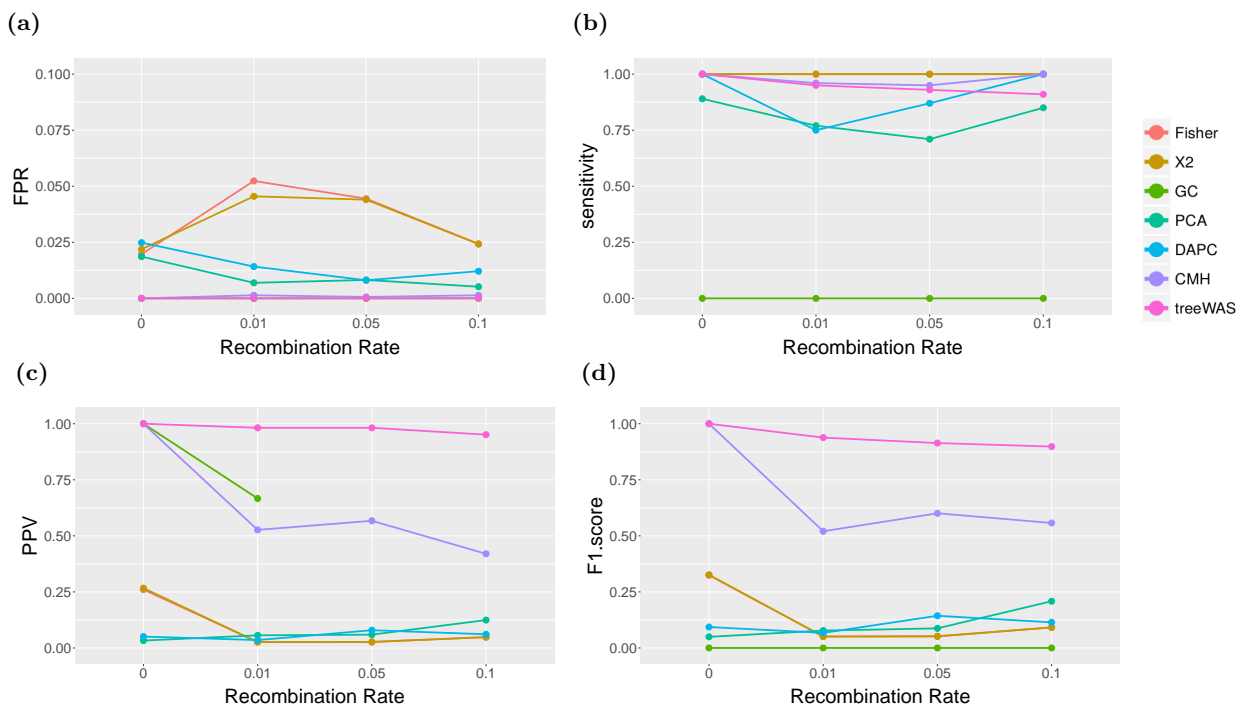 (a)
FPR
0.100
0.075
0.050
0.025
0.000
0
0.01
0.05
0.1
Recombination Rate
(b)
sensitivity
1.00
0.75
0.50
0.25
0.00
0
0.01
0.05
0.1
Recombination Rate
Fisher
X2
GC
PCA
DAPC
CMH
treeWAS
(c)
PPV
1.00
0.75
0.50
0.25
0.00
0
0.01
0.05
0.1
Recombination Rate
(d)
F1.score
1.00
0.75
0.50
0.25
0.00
0
0.01
0.05
0.1
Recombination Rate